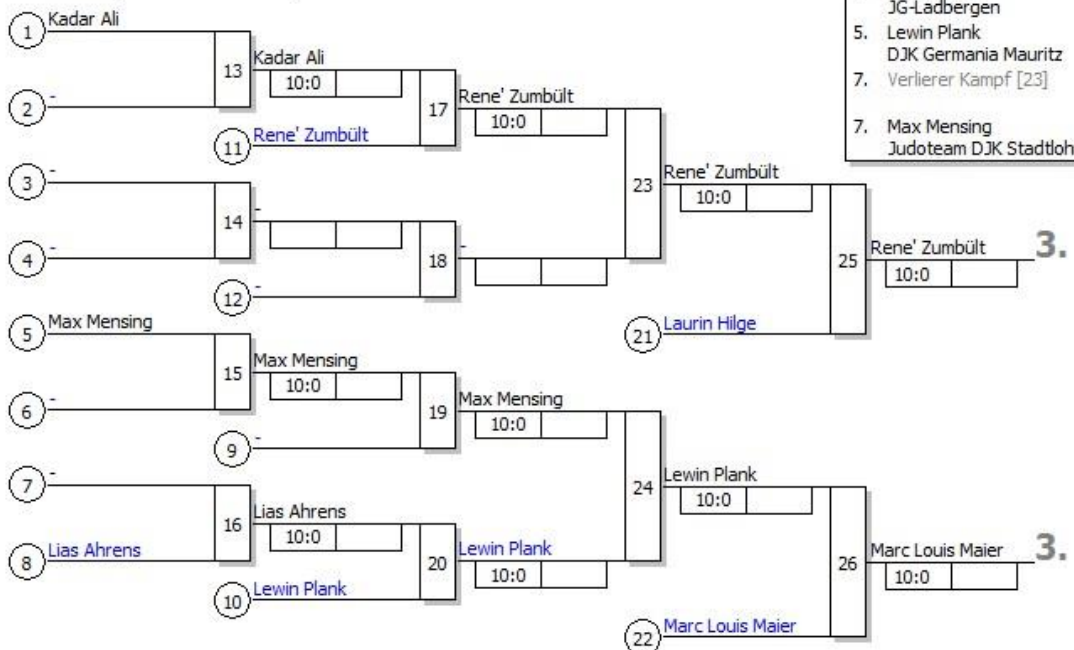 JG-Ladbergen
5. Lewin Plank
DJK Germania Mauritz
7. Verlierer Kampf [23]
7. Max Mensing
Judoteam DJK Stadtloh
1 Kadar Ali
13 Kadar Ali
10:0
2 -
17 Rene' Zumbült
10:0
11 Rene' Zumbült
3 -
23 Rene' Zumbült
10:0
14 -
4 -
18 -
12 -
25 Rene' Zumbült 3.
10:0
5 Max Mensing
21 Laurin Hilge
15 Max Mensing
10:0
6 -
19 Max Mensing
10:0
9 -
7 -
24 Lewin Plank
10:0
16 Lias Ahrens
10:0
8 Lias Ahrens
20 Lewin Plank
10:0
10 Lewin Plank
26 Marc Louis Maier 3.
10:0
22 Marc Louis Maier